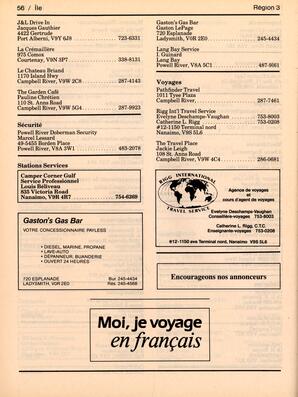 56 / Île
Région 3
J&L Drive In
Jacques Gauthier
4422 Gertrude
Port Alberni, V9Y 6J8 723-6331
La Crémaillère
975 Comox
Courtenay, V0N 3P7 338-8131
Le Chateau Briand
1170 Island Hwy
Campbell River, V9W 2C8 287-4143
The Garden Café
Pauline Chrétien
110 St. Anns Road
Campbell River, V9W 5G4 287-9923
Sécurité
Powell River Doberman Security
Marcel Lessard
49-5455 Borden Place
Powell River, V8A 3W1 485-2078
Stations Services
Camper Corner Gulf
Service Professionnel
Louis Béliveau
835 Victoria Road
Nanaimo, V9R 4R7 754-6369
Gaston's Gas Bar
VOTRE CONCESSIONNAIRE PAYLESS
• DIESEL, MARINE, PROPANE
• LAVE-AUTO
• DÉPANNEUR, BUANDERIE
• OUVERT 24 HEURES
720 ESPLANADE Bur. 245-4434
LADYSMITH, V0R 2E0 Rés. 245-4568
Gaston's Gas Bar
Gaston LePage
720 Esplanade
Ladysmith, V0R 2E0 245-4434
Lang Bay Service
I. Guinard
Lang Bay
Powell River, V8A 5C1 487-9561
Voyages
Pathfinder Travel
1011 Tyee Plaza
Campbell River, 287-7461
Rigg Int'l Travel Service
Evelyne Deschamps-Vaughan 753-8003
Catherine L. Rigg 753-0208
#12-1150 Terminal nord
Nanaimo, V9S 5L6
The Travel Place
Jackie Leigh
108 St. Anns Road
Campbell River, V9W 4C4 286-0681
RIGG INTERNATIONAL
TRAVEL SERVICE
Agence de voyages
et cours d'agent de voyages
Evelyne Deschamps-Vaughan
Conseillère-voyages 753-8003
Catherine L. Rigg, C.T.C.
Enseignante-voyages 753-0208
#12-1150 ave Terminal nord, Nanaimo V9S 5L6
Encourageons nos annonceurs
Moi, je voyage
en français